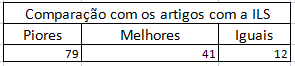 Comparação com os artigos com a ILS
Piores Melhores Iguais
79 41 12